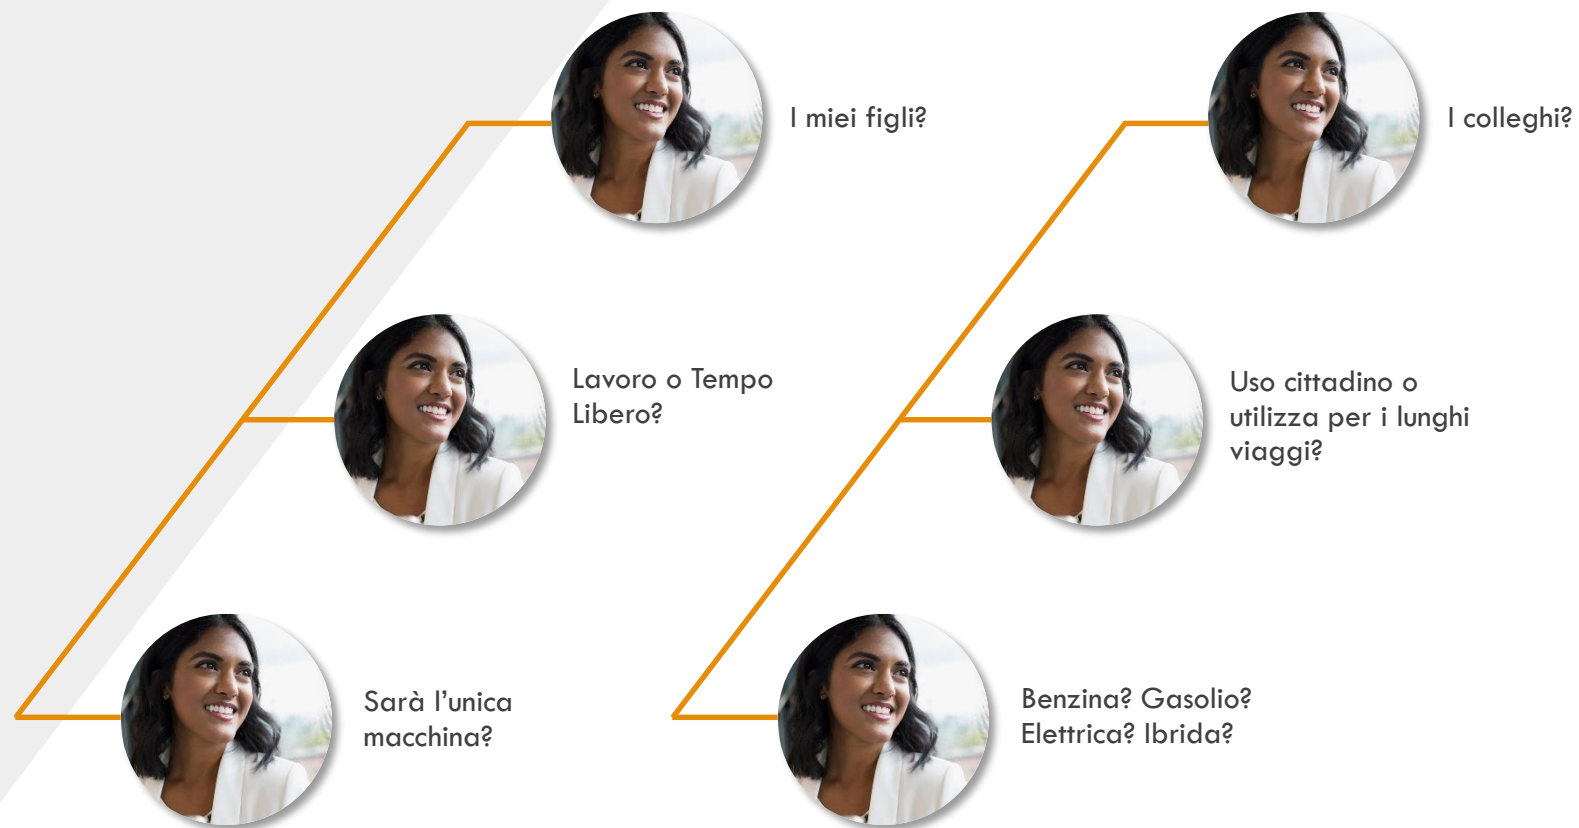 I miei figli?
Lavoro o Tempo
Libero?
Sarà l'unica
macchina?
I colleghi?
Uso cittadino o
utilizza per i lunghi
viaggi?
Benzina? Gasolio?
Elettrica? Ibrida?